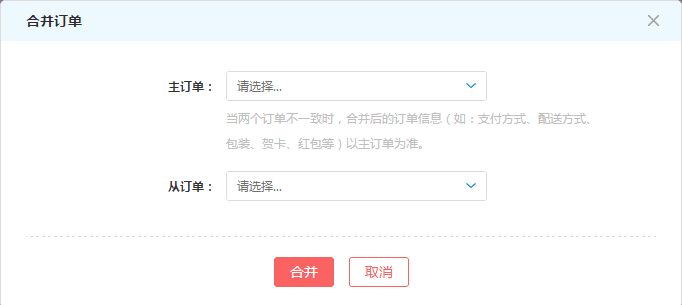 合并订单
主订单：
请选择...
当两个订单不一致时，合并后的订单信息（如：支付方式、配送方式、
包装、贺卡、红包等）以主订单为准。
从订单：
请选择...
合并
取消